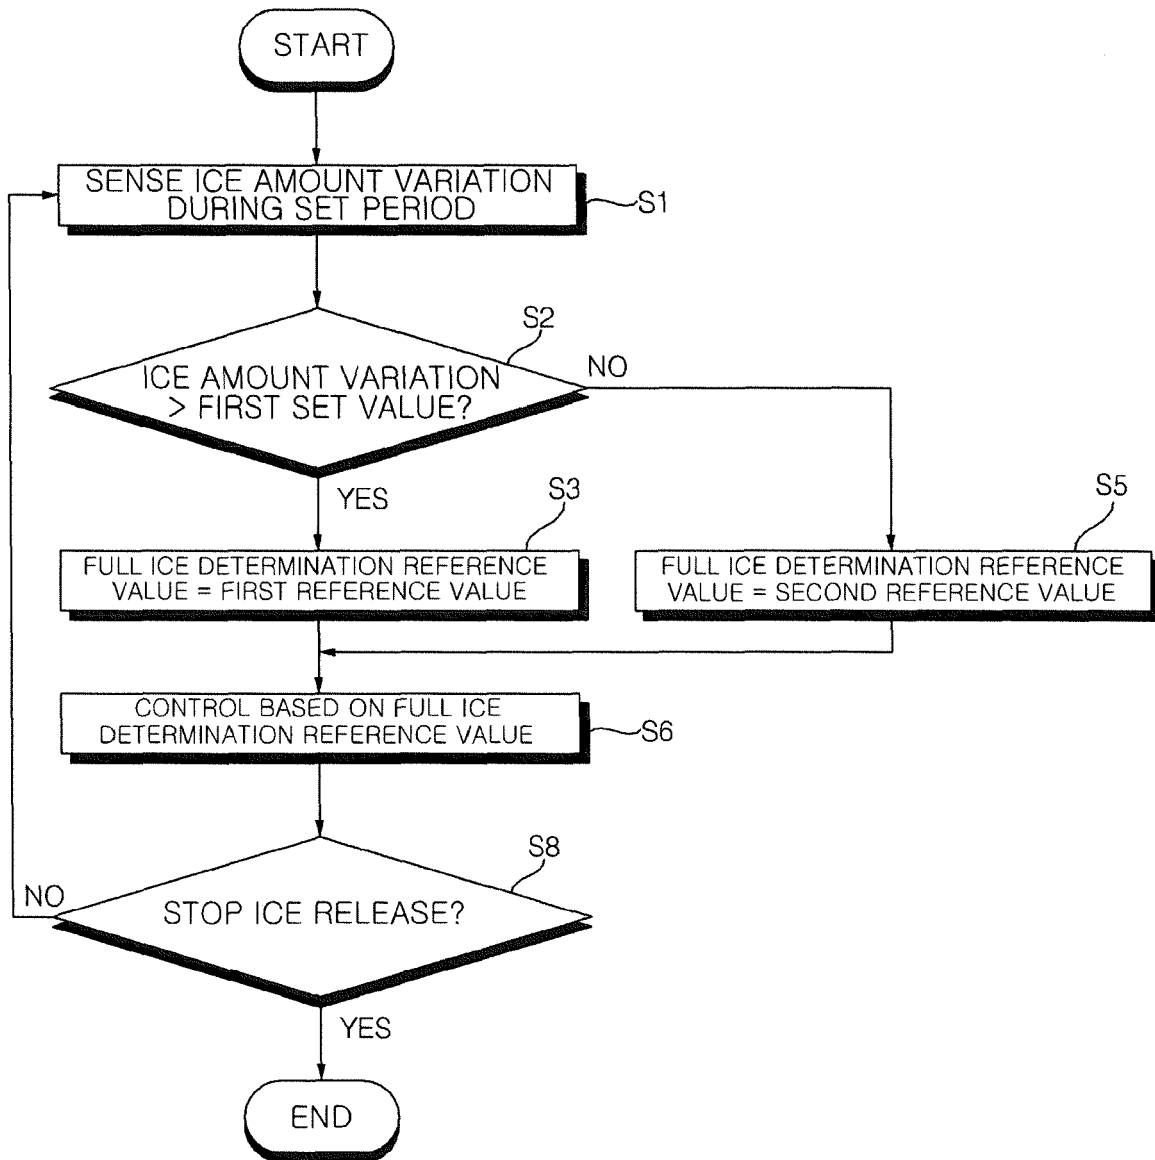 START
SENSE ICE AMOUNT VARIATION
DURING SET PERIOD
S1
S2
ICE AMOUNT VARIATION
> FIRST SET VALUE?
NO
YES
S3
S5
FULL ICE DETERMINATION REFERENCE
VALUE = FIRST REFERENCE VALUE
FULL ICE DETERMINATION REFERENCE
VALUE = SECOND REFERENCE VALUE
CONTROL BASED ON FULL ICE
DETERMINATION REFERENCE VALUE
S6
S8
NO
STOP ICE RELEASE?
YES
END